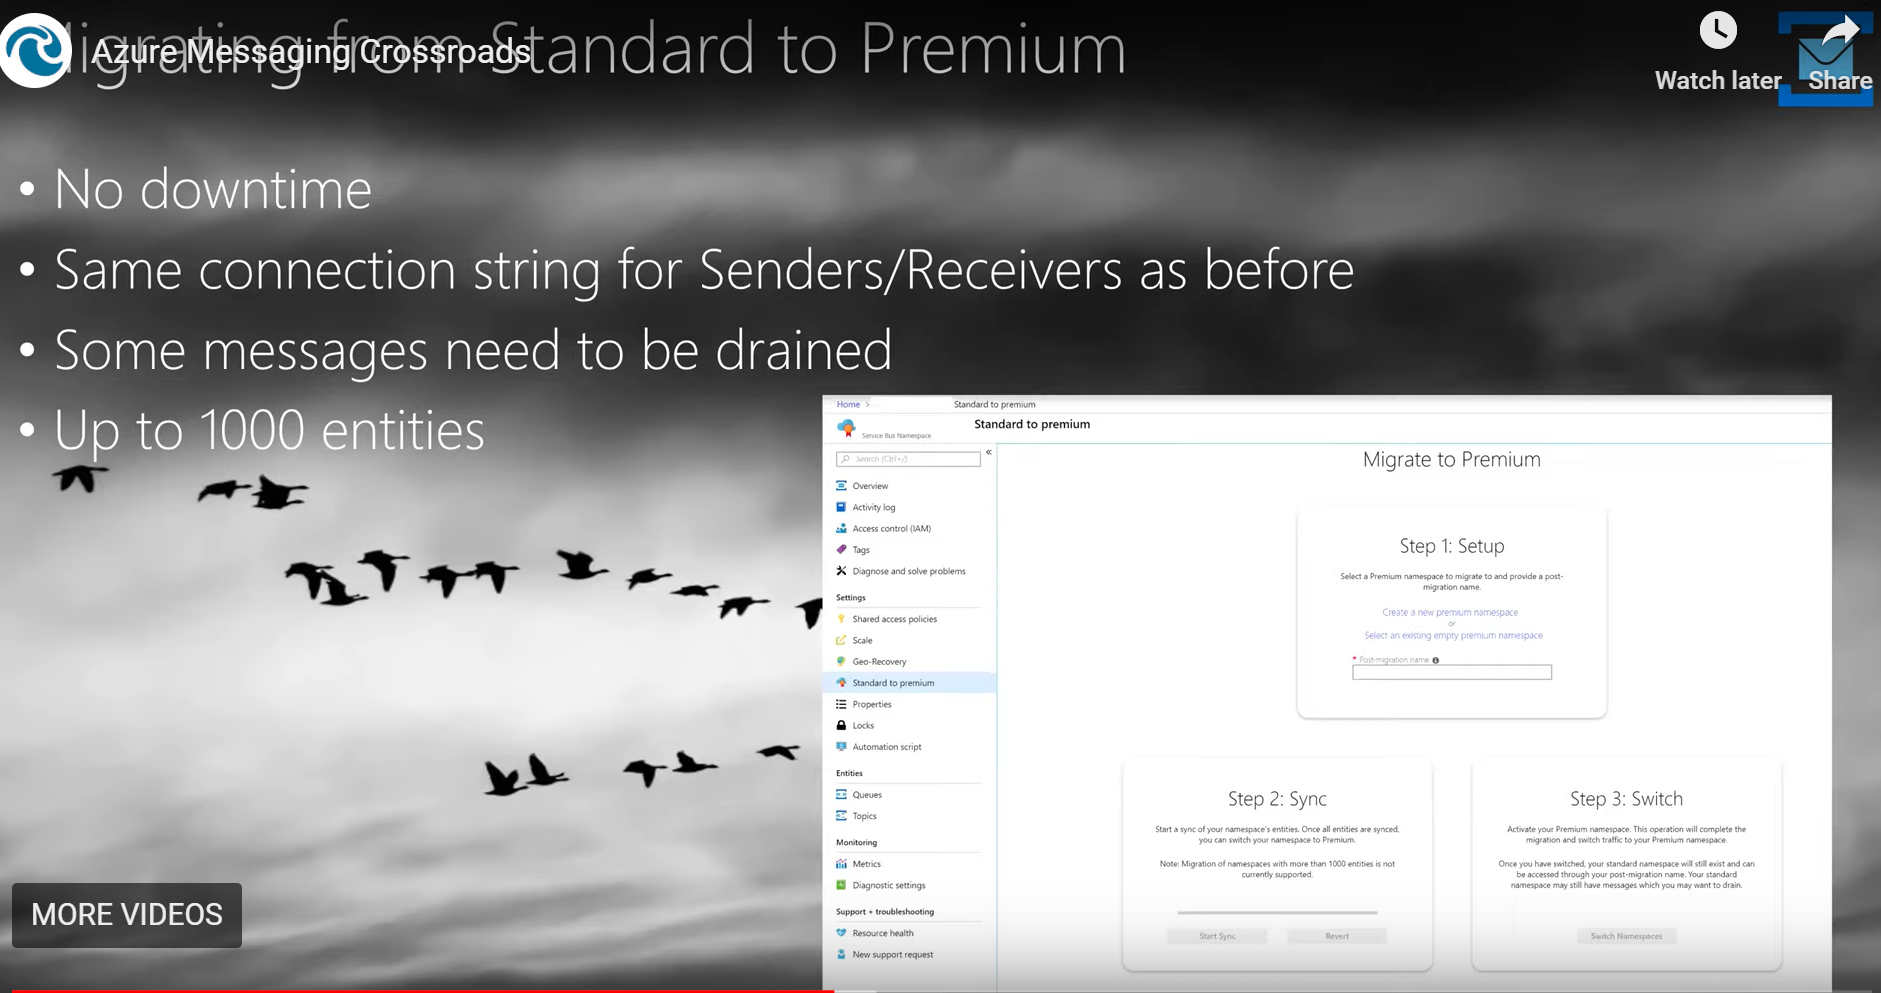 Migrating from Standard to Premium
Azure Messaging Crossroads
Watch later
Share
• No downtime
• Same connection string for Senders/Receivers as before
• Some messages need to be drained
• Up to 1000 entities
Home > Standard to premium
Standard to premium
Service Bus Namespace
Search (Ctrl+/)
«
Overview
Activity log
Access control (IAM)
Tags
Diagnose and solve problems
Settings
Shared access policies
Scale
Geo-Recovery
Standard to premium
Properties
Locks
Automation script
Entities
Queues
Topics
Monitoring
Metrics
Diagnostic settings
Support + troubleshooting
Resource health
New support request
Migrate to Premium
Step 1: Setup
Select a Premium namespace to migrate to and provide a post-
migration name.
Create a new premium namespace
or
Select an existing empty premium namespace
* Post-migration name
Step 2: Sync
Start a sync of your namespace's entities. Once all entities are synced,
you can switch your namespace to Premium.
Note: Migration of namespaces with more than 1000 entities is not
currently supported.
Start Sync
Revert
Step 3: Switch
Activate your Premium namespace. This operation will complete the
migration and switch traffic to your Premium namespace.
Once you have switched, your standard namespace will still exist and can
be accessed through your post-migration name. Your standard
namespace may still have messages which you may want to drain.
Switch Namespaces
MORE VIDEOS